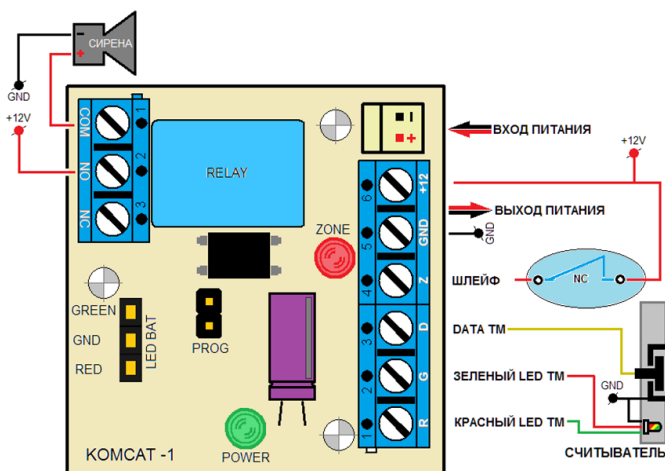 - СИРЕНА
+
GND
+12V
COM 1
NO 2
NC 3
RELAY
- +
ВХОД ПИТАНИЯ
+12V
6 +12
ВЫХОД ПИТАНИЯ
5 GND
GND
ZONE
4 Z
ШЛЕЙФ
NC
GREEN
GND
RED
LED BAT
PROG
3 D
DATA TM
2 G
ЗЕЛЕНЫЙ LED TM
GND
1 R
КРАСНЫЙ LED TM
СЧИТЫВАТЕЛЬ
POWER
KOMCAT -1